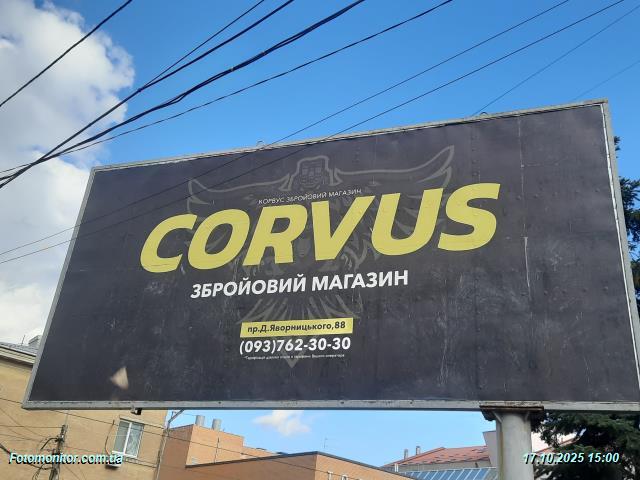 КОРВУС ЗБРОЙОВИЙ МАГАЗИН
CORVUS
ЗБРОЙОВИЙ МАГАЗИН
пр.Д.Яворницького,88
(093)762-30-30
Fotomonitor.com.ua
17.10.2025 15:00